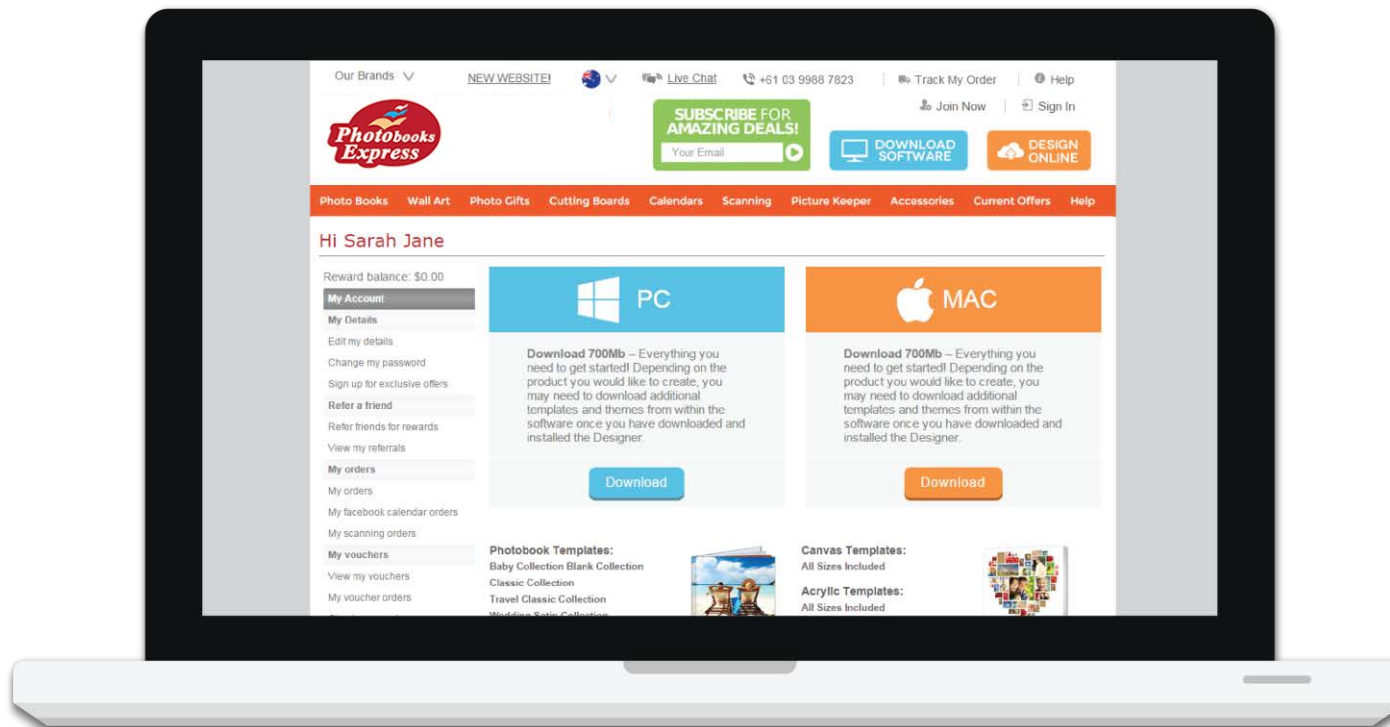 Our Brands NEW WEBSITE! Live Chat +61 03 9988 7823 Track My Order Help
Join Now Sign In
Photobooks
Express
SUBSCRIBE FOR
AMAZING DEALS!
Your Email
DOWNLOAD
SOFTWARE
DESIGN
ONLINE
Photo Books Wall Art Photo Gifts Cutting Boards Calendars Scanning Picture Keeper Accessories Current Offers Help
Hi Sarah Jane
Reward balance: $0.00
My Account
My Details
Edit my details
Change my password
Sign up for exclusive offers
Refer a friend
Refer friends for rewards
View my referrals
My orders
My orders
My facebook calendar orders
My scanning orders
My vouchers
View my vouchers
My voucher orders
PC
Download 700Mb – Everything you
need to get started! Depending on the
product you would like to create, you
may need to download additional
templates and themes from within the
software once you have downloaded and
installed the Designer.
Download
MAC
Download 700Mb – Everything you
need to get started! Depending on the
product you would like to create, you
may need to download additional
templates and themes from within the
software once you have downloaded and
installed the Designer.
Download
Photobook Templates:
Baby Collection Blank Collection
Classic Collection
Travel Classic Collection
Wedding Satin Collection
Canvas Templates:
All Sizes Included
Acrylic Templates:
All Sizes Included